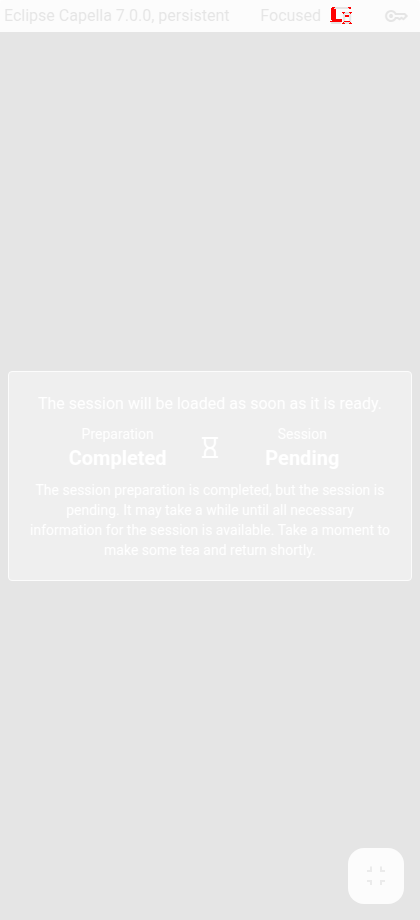 Eclipse Capella 7.0.0, persistent Focused
The session will be loaded as soon as it is ready.
Preparation Session
Completed Pending
The session preparation is completed, but the session is
pending. It may take a while until all necessary
information for the session is available. Take a moment to
make some tea and return shortly.